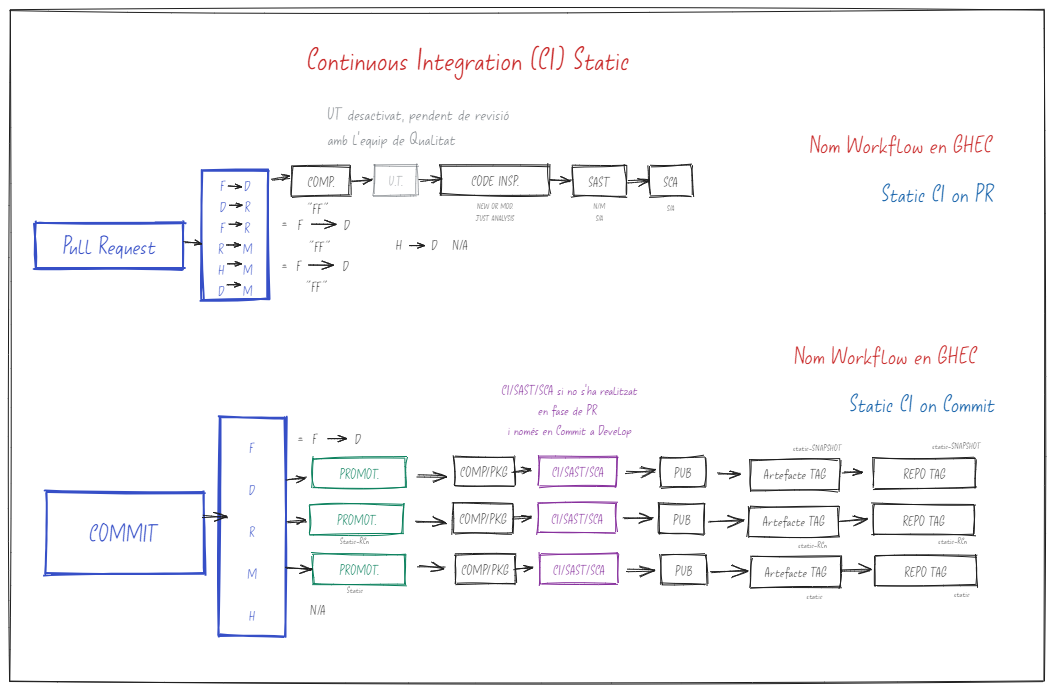 Continuous Integration (CI) Static
UT desactivat, pendent de revisió
amb l'equip de Qualitat
Nom Workflow en GHEC
Static CI on PR
Pull Request
F → D
D → R
F → R
R → M
H → M
D → M
COMP.
U.T.
CODE INSP.
SAST
SCA
"FF"
NEW OR MOD.
JUST ANALYSIS
N/M
S/A
S/A
= F → D
"FF"
H → D N/A
= F → D
"FF"
Nom Workflow en GHEC
Static CI on Commit
CI/SAST/SCA si no s'ha realitzat
en fase de PR
i només en Commit a Develop
COMMIT
F
D
R
M
H
= F → D
PROMOT.
COMP/PKG
CI/SAST/SCA
PUB
static-SNAPSHOT
Artefacte TAG
static-SNAPSHOT
REPO TAG
PROMOT.
Static-RCn
COMP/PKG
CI/SAST/SCA
PUB
Artefacte TAG
static-RCn
REPO TAG
static-RCn
PROMOT.
Static
COMP/PKG
CI/SAST/SCA
PUB
Artefacte TAG
static
REPO TAG
static
N/A